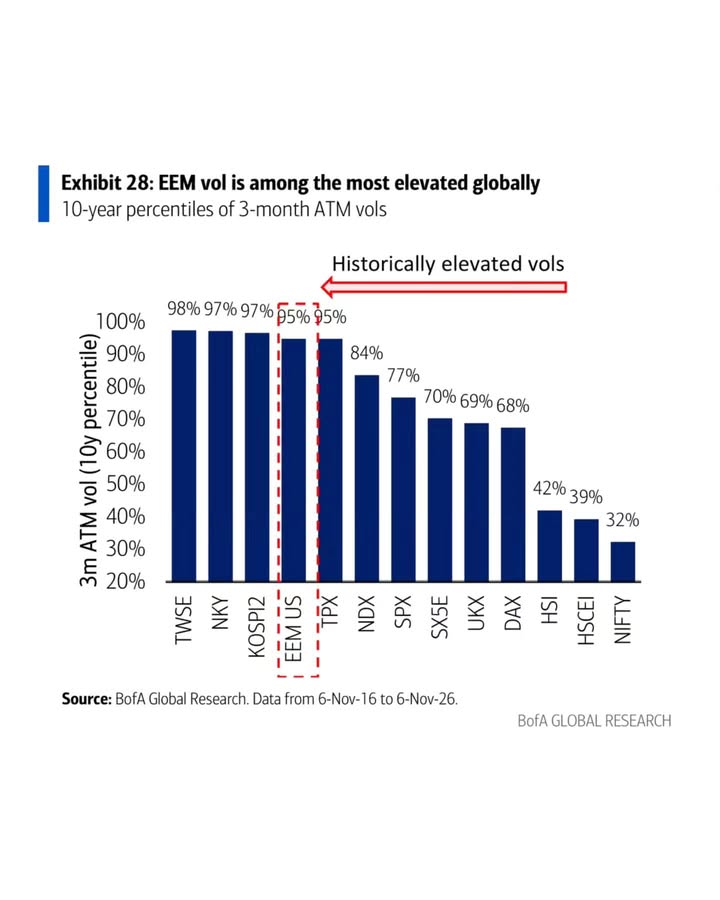 Exhibit 28: EEM vol is among the most elevated globally
10-year percentiles of 3-month ATM vols
Historically elevated vols
3m ATM vol (10y percentile)
100%
90%
80%
70%
60%
50%
40%
30%
20%
98% 97% 97% 95% 95% 84% 77% 70% 69% 68% 42% 39% 32%
TWSE NKY KOSPI2 EEM US TPX NDX SPX SX5E UKX DAX HSI HSCEI NIFTY
Source: BofA Global Research. Data from 6-Nov-16 to 6-Nov-26.
BofA GLOBAL RESEARCH